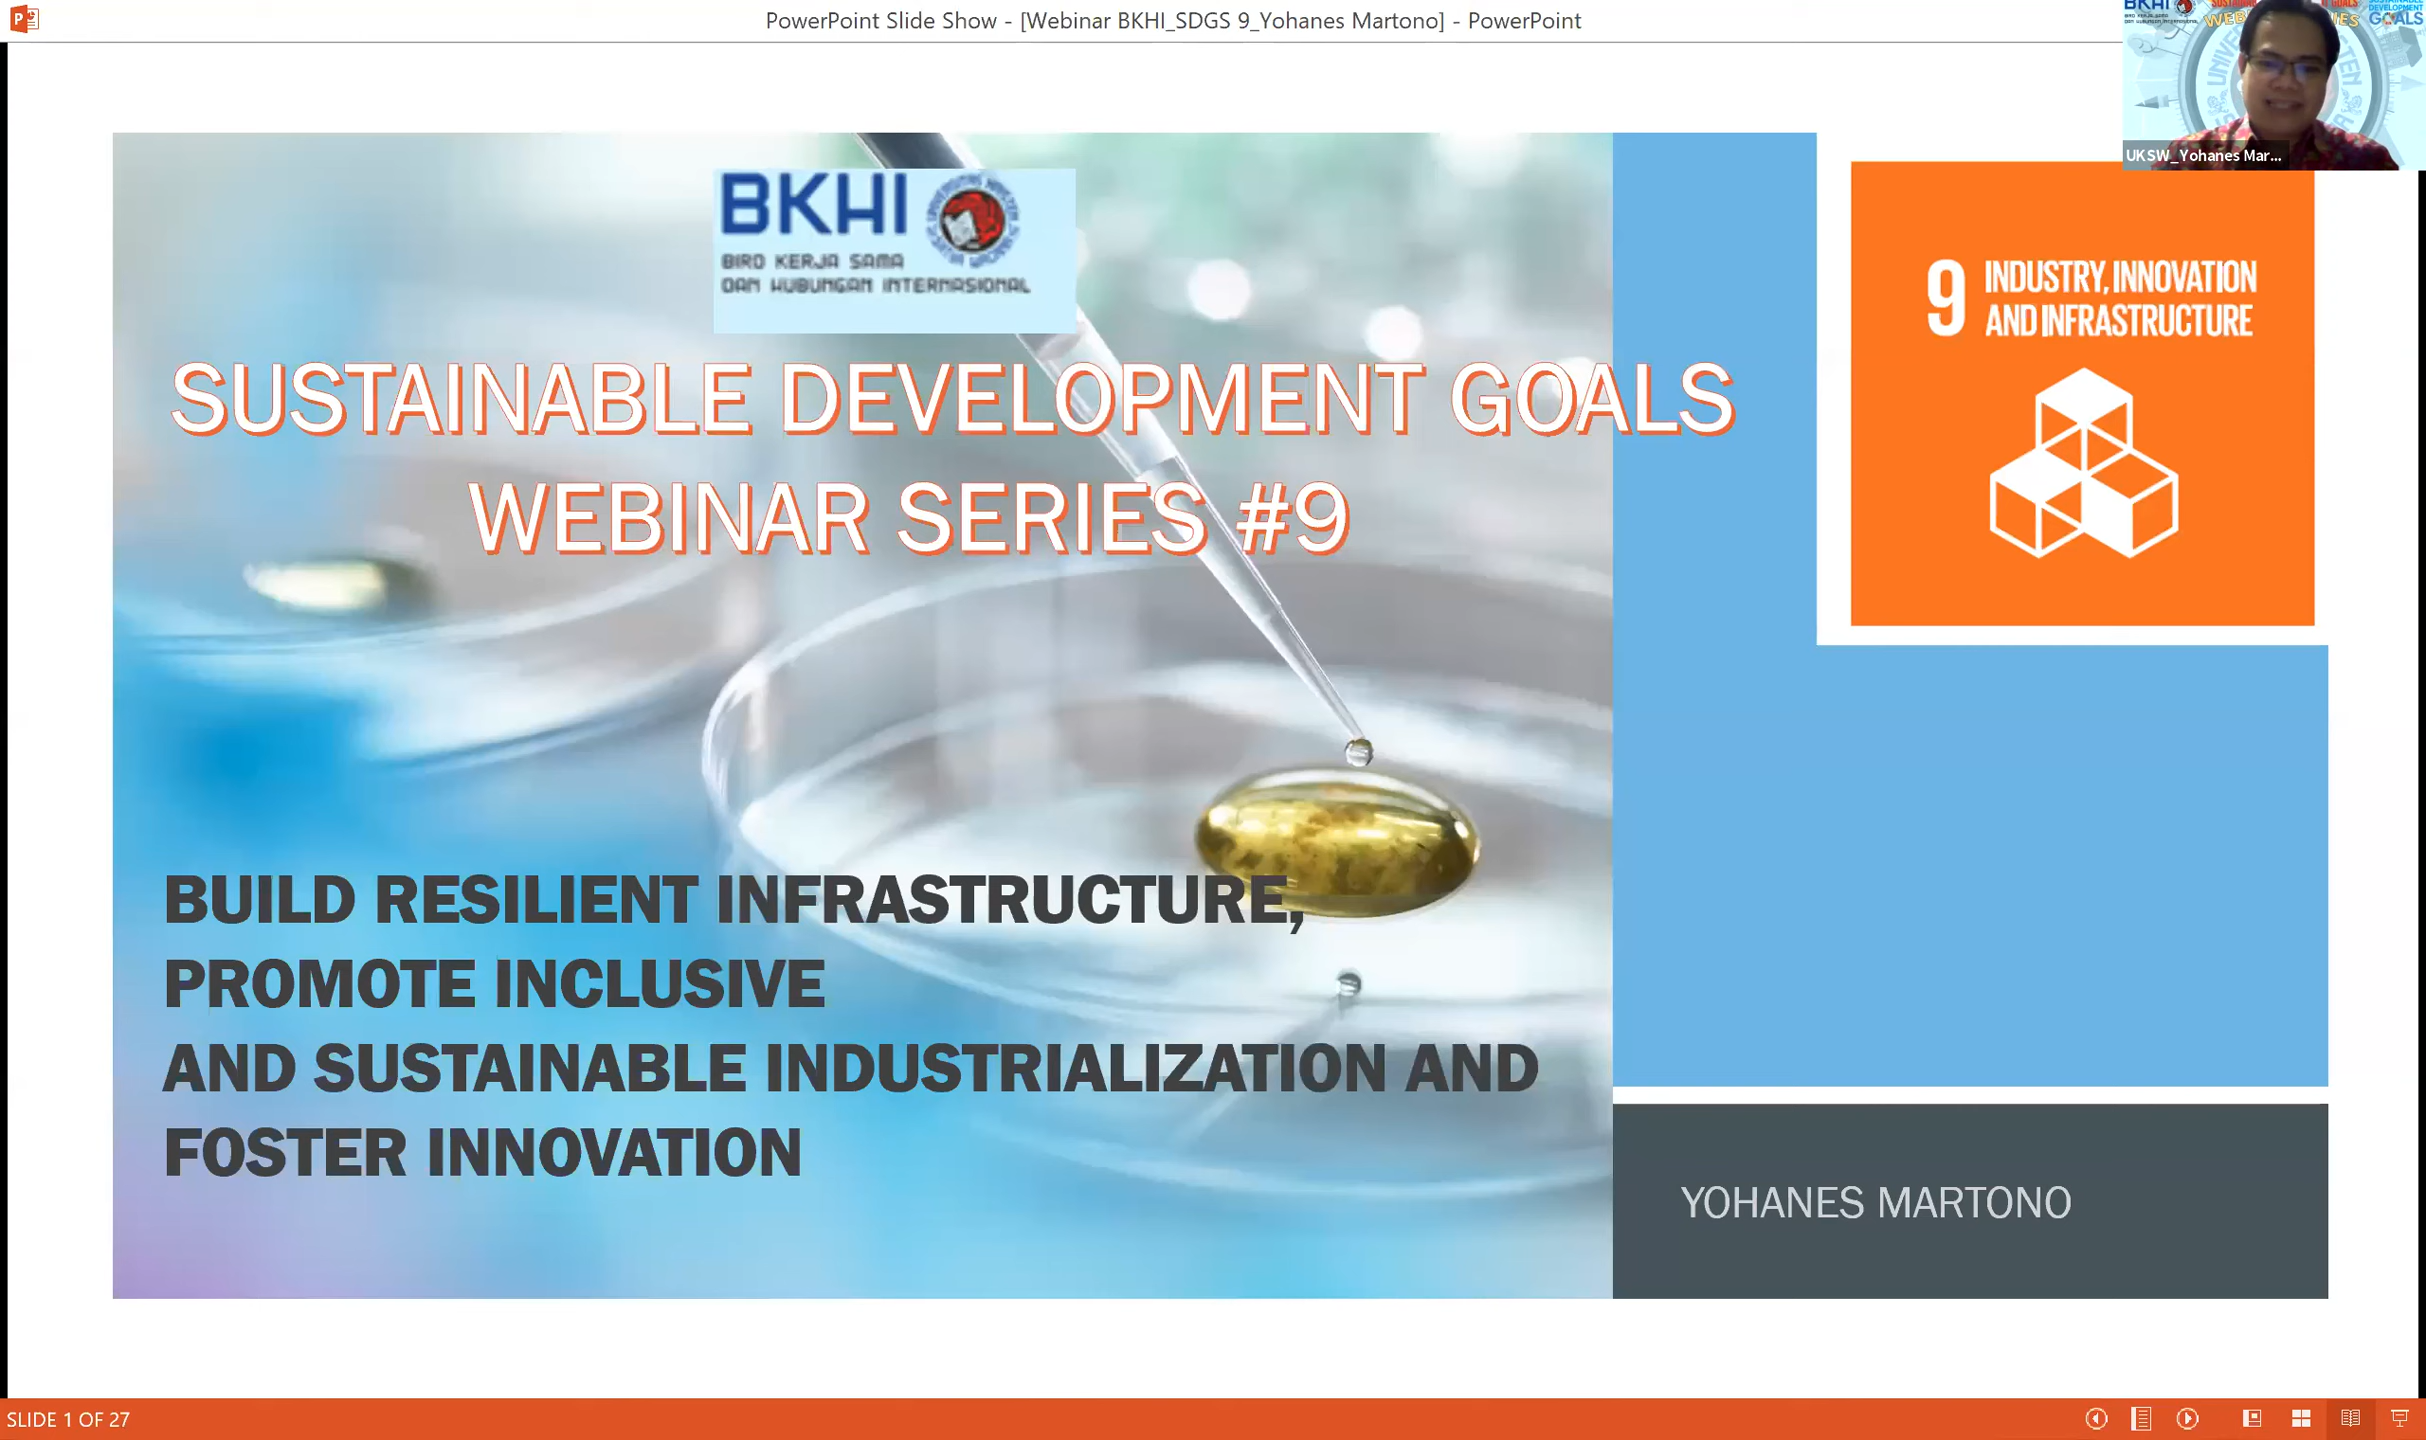 PowerPoint Slide Show - [Webinar BKHI_SDGS 9_Yohanes Martono] - PowerPoint
BKHI
GOALS
UKSW_Yohanes Mar...
BKHI
BIRO KERJA SAMA
DAN HUBUNGAN INTERNASIONAL
SUSTAINABLE DEVELOPMENT GOALS
WEBINAR SERIES #9
9 INDUSTRY, INNOVATION
AND INFRASTRUCTURE
BUILD RESILIENT INFRASTRUCTURE,
PROMOTE INCLUSIVE
AND SUSTAINABLE INDUSTRIALIZATION AND
FOSTER INNOVATION
YOHANES MARTONO
SLIDE 1 OF 27